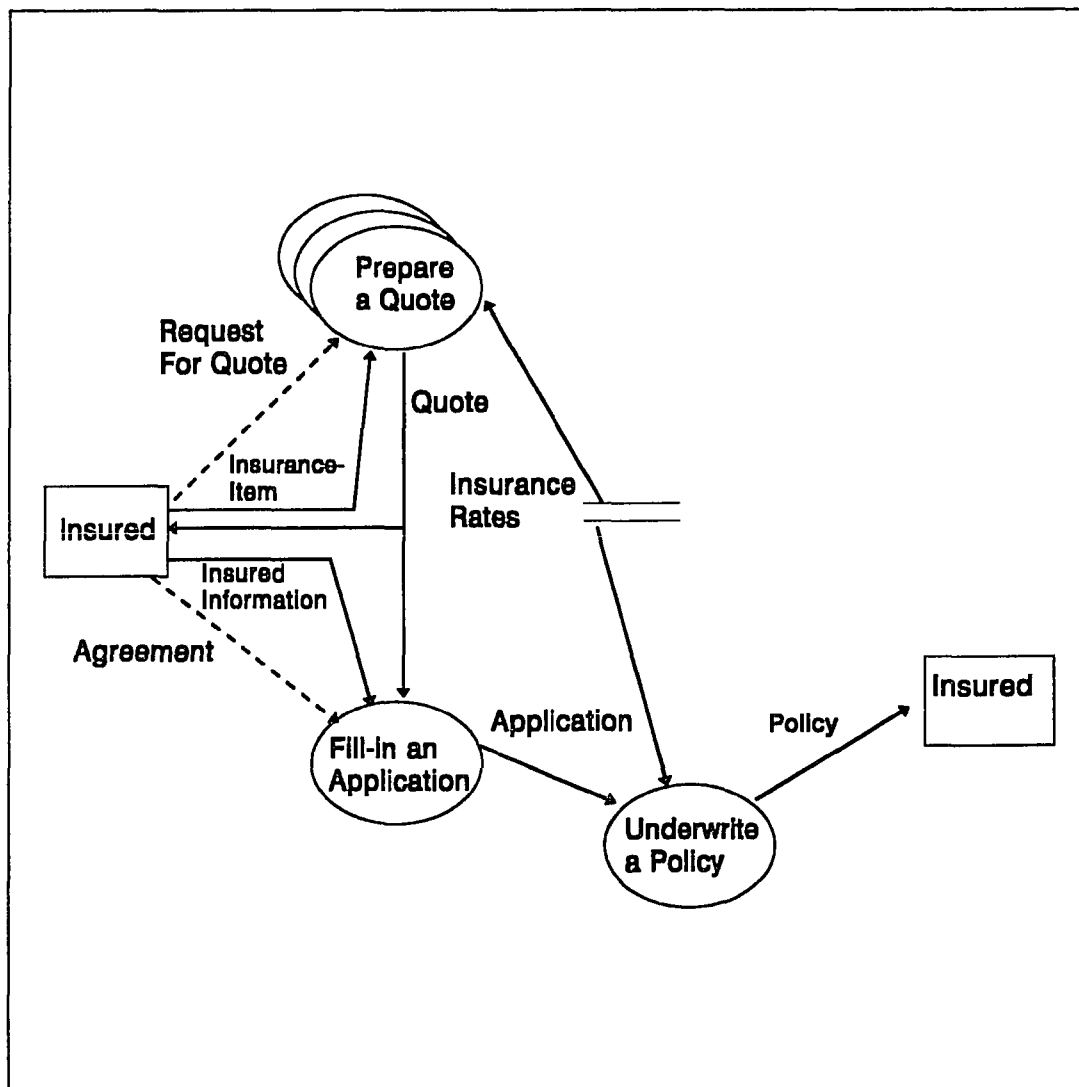 Prepare
a Quote
Request
For Quote
Quote
Insurance-
Item
Insurance
Rates
Insured
Insured
Information
Agreement
Insured
Application
Policy
Fill-in an
Application
Underwrite
a Policy